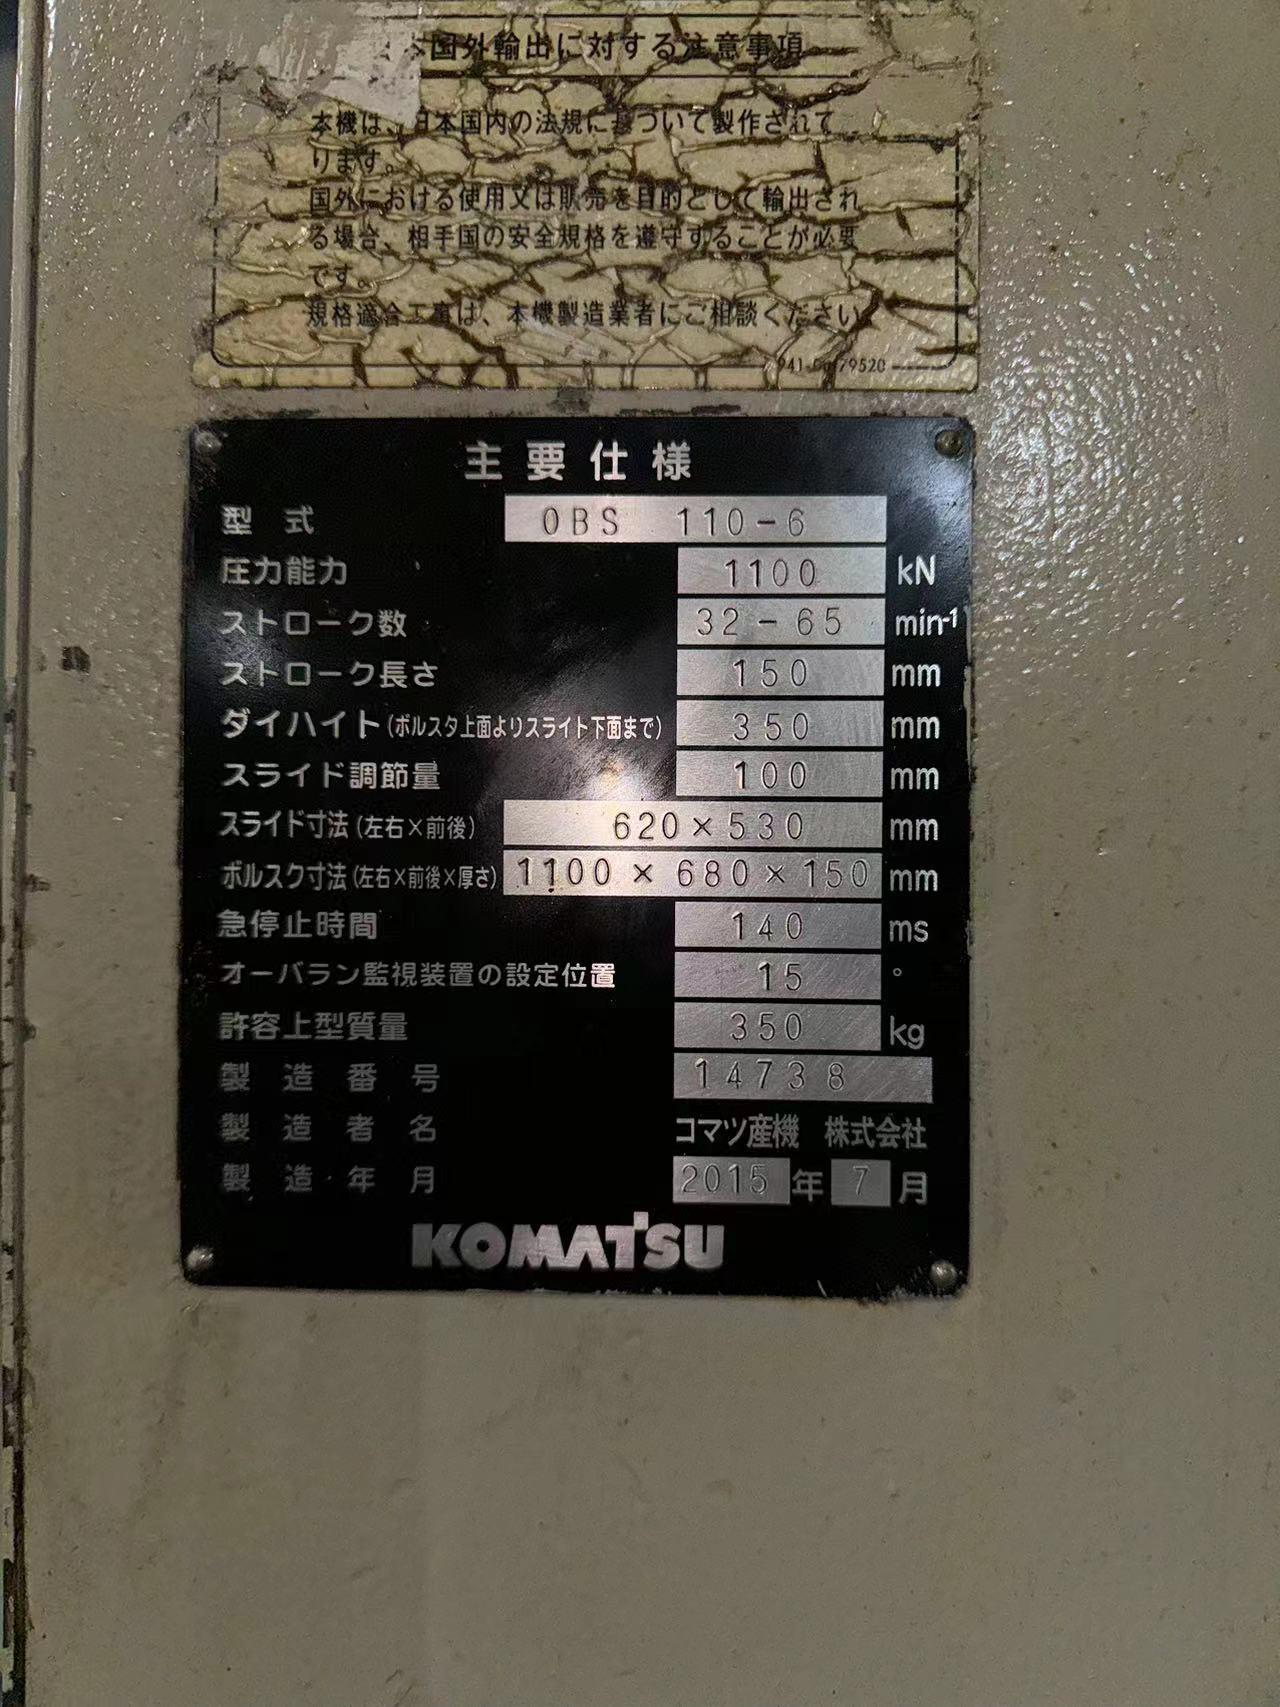 本国外輸出に対する注意事項
本機は、日本国内の法規に基づいて製作されて
ります。
国外における使用又は販売を目的として輸出され
る場合、相手国の安全規格を遵守することが必要
です。
規格適合工事は、本機製造業者にご相談ください。
79520
主要仕様
型式 OBS 110-6
圧力能力 1100 kN
ストローク数 32-65 min-1
ストローク長さ 150 mm
ダイハイト(ボルスタ上面よりスライト下面まで) 350 mm
スライド調節量 100 mm
スライド寸法(左右×前後) 620×530 mm
ボルスタ寸法(左右×前後×厚さ) 1100×680×150 mm
急停止時間 140 ms
オーバラン監視装置の設定位置 15 °
許容上型質量 350 kg
製造番号 14738
製造者名 コマツ産機 株式会社
製造年月 2015年7月
KOMATSU